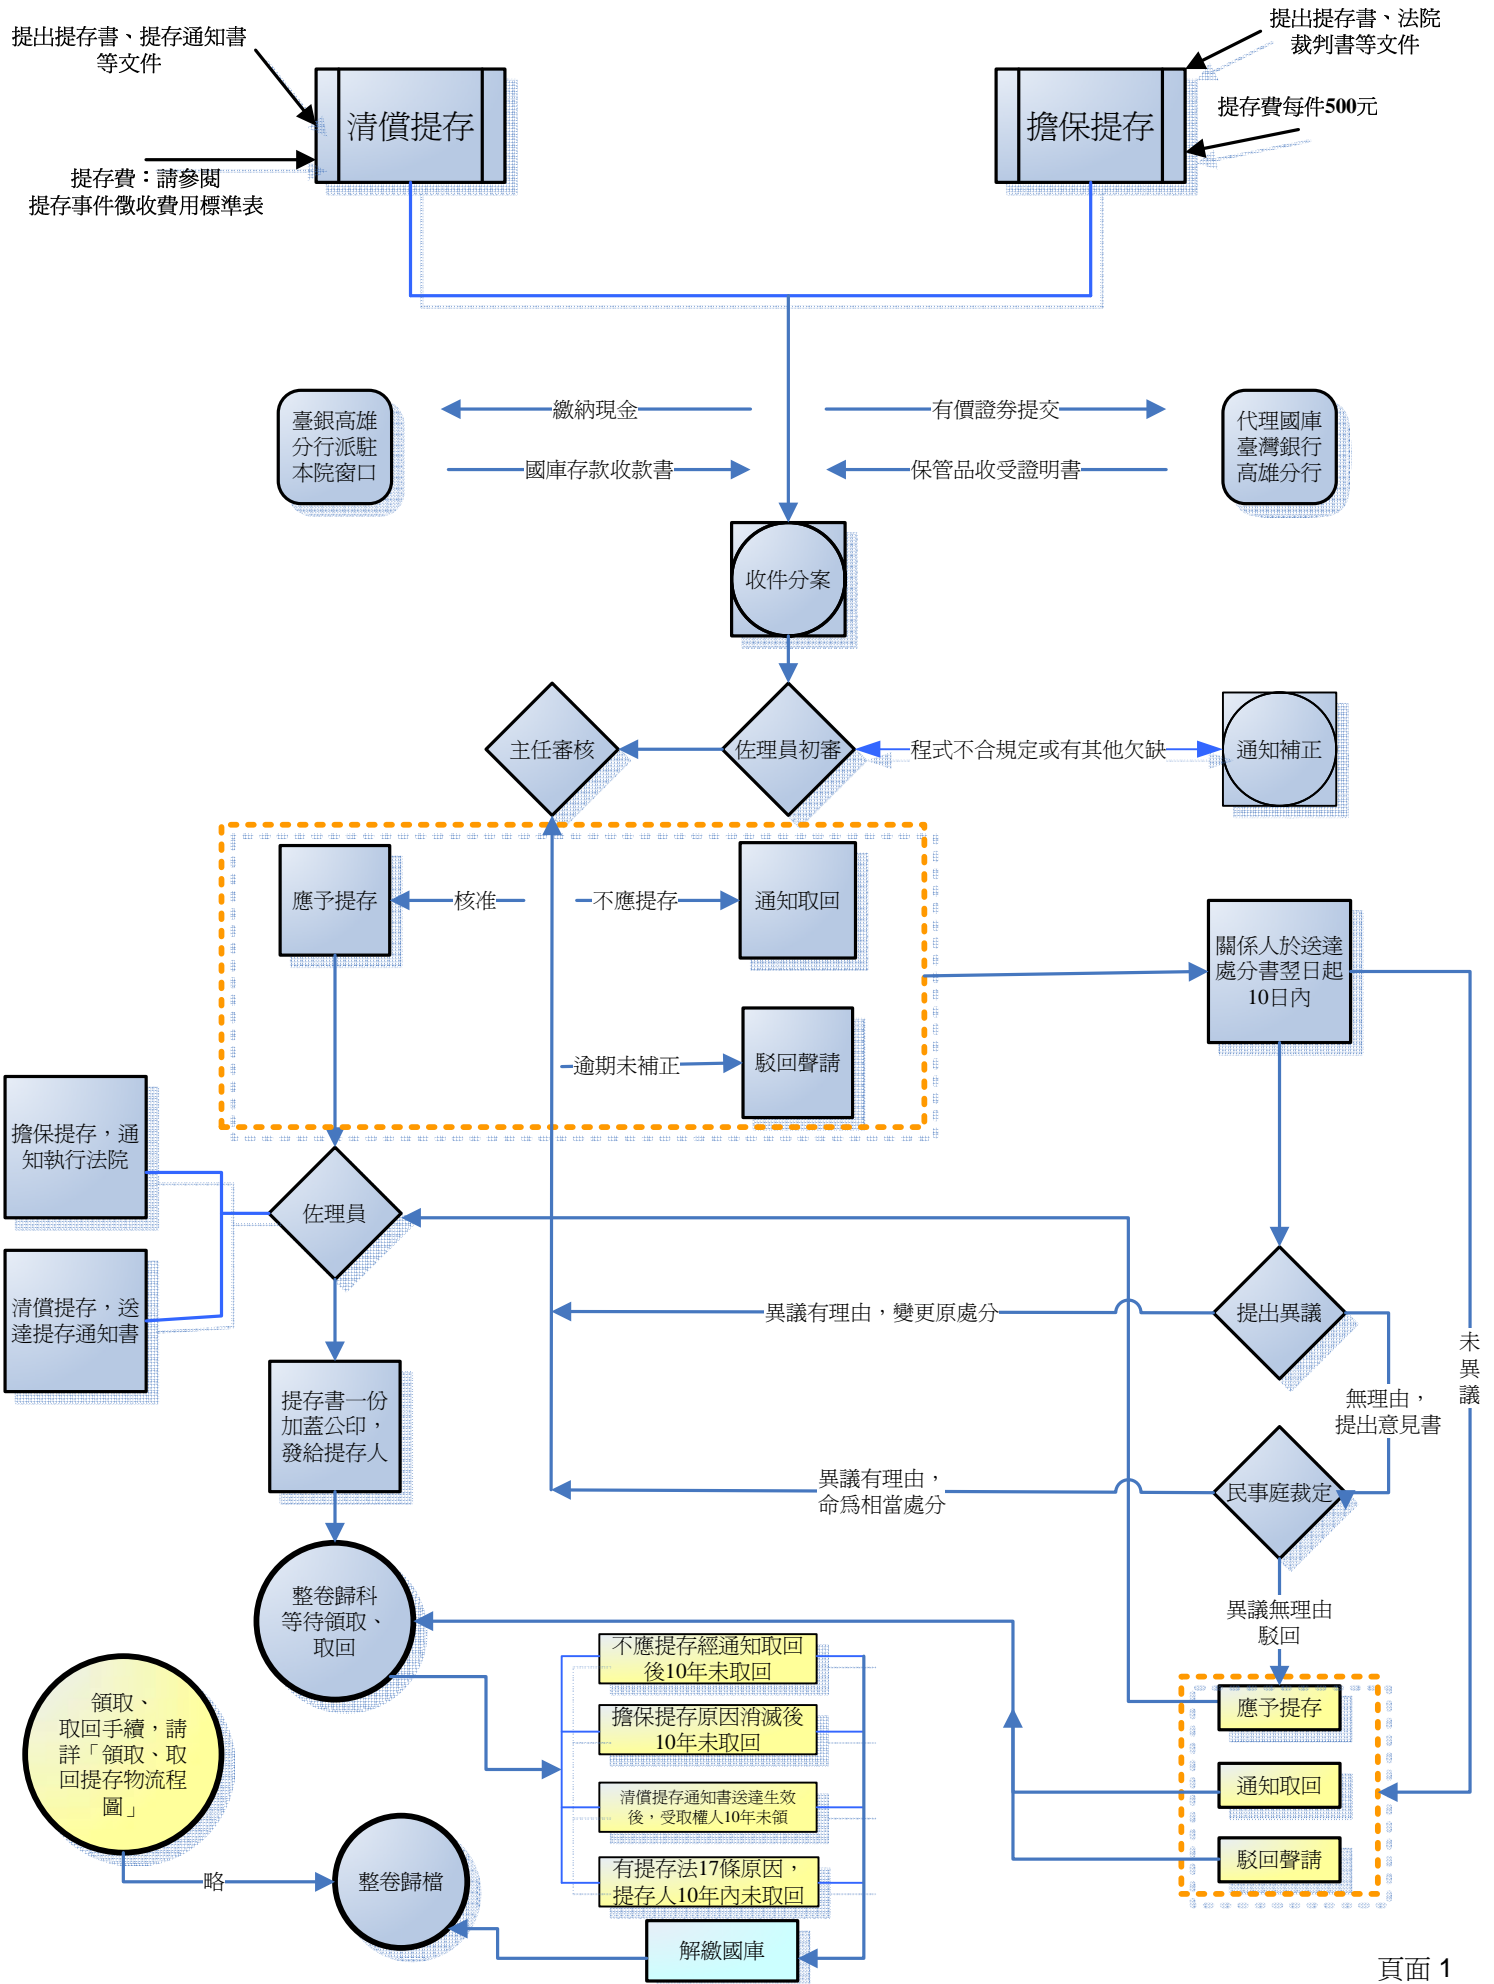 提出提存書、提存通知書
等文件
提出提存書、法院
裁判書等文件
清償提存
擔保提存
提存費每件500元
提存費：請參閱
提存事件徵收費用標準表
臺銀高雄
分行派駐
本院窗口
繳納現金
國庫存款收款書
有價證券提交
保管品收受證明書
代理國庫
臺灣銀行
高雄分行
收件分案
主任審核
佐理員初審
程式不合規定或有其他欠缺
通知補正
應予提存
核准
不應提存
通知取回
關係人於送達
處分書翌日起
10日內
逾期未補正
駁回聲請
擔保提存，通
知執行法院
佐理員
清償提存，送
達提存通知書
異議有理由，變更原處分
提出異議
未
異
議
無理由，
提出意見書
提存書一份
加蓋公印，
發給提存人
異議有理由，
命為相當處分
民事庭裁定
異議無理由
駁回
整卷歸科
等待領取、
取回
不應提存經通知取回
後10年未取回
擔保提存原因消滅後
10年未取回
清償提存通知書送達生效
後，受取權人10年未領
有提存法17條原因，
提存人10年內未取回
應予提存
通知取回
駁回聲請
領取、
取回手續，請
詳「領取、取
回提存物流程
圖」
略
整卷歸檔
解繳國庫
頁面 1